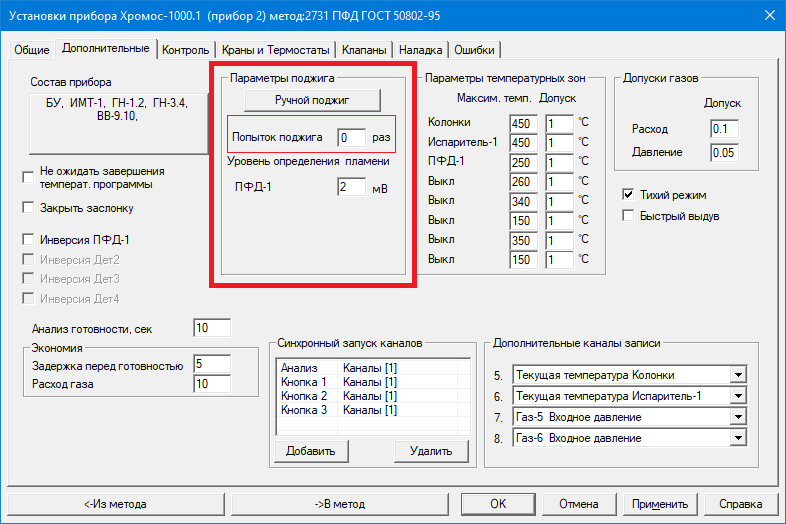 Установки прибора Хромос-1000.1 (прибор 2) метод:2731 ПФД ГОСТ 50802-95
Общие Дополнительные Контроль Краны и Термостаты Клапаны Наладка Ошибки
Состав прибора
БУ, ИМТ-1, ГН-1.2, ГН-3.4,
ВВ-9.10,
Не ожидать завершения
температ. программы
Закрыть заслонку
Инверсия ПФД-1
Инверсия Дет2
Инверсия Дет3
Инверсия Дет4
Параметры поджига
Ручной поджиг
Попыток поджига 0 раз
Уровень определения пламени
ПФД-1 2 мВ
Параметры температурных зон
Максим. темп. Допуск
Колонки 450 1 °C
Испаритель-1 450 1 °C
ПФД-1 250 1 °C
Выкл 260 1 °C
Выкл 340 1 °C
Выкл 150 1 °C
Выкл 350 1 °C
Выкл 150 1 °C
Допуски газов
Допуск
Расход 0.1
Давление 0.05
Тихий режим
Быстрый выдув
Анализ готовности, сек 10
Экономия
Задержка перед готовностью 5
Расход газа 10
Синхронный запуск каналов
Анализ Каналы [1]
Кнопка 1 Каналы [1]
Кнопка 2 Каналы [1]
Кнопка 3 Каналы [1]
Добавить Удалить
Дополнительные каналы записи
5. Текущая температура Колонки
6. Текущая температура Испаритель-1
7. Газ-5 Входное давление
8. Газ-6 Входное давление
<-Из метода ->В метод OK Отмена Применить Справка